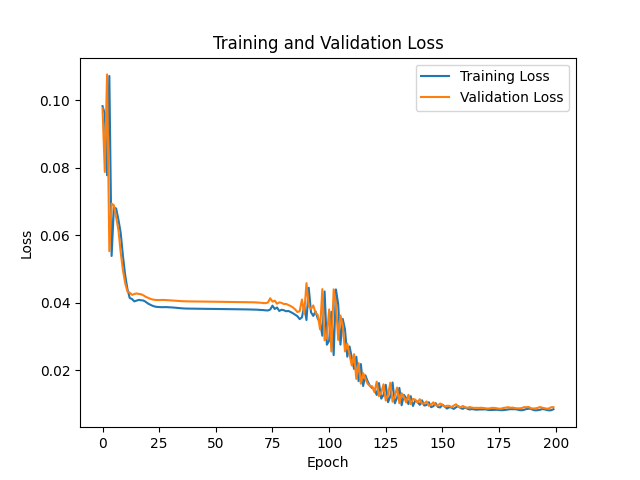 Training and Validation Loss
Training Loss
Validation Loss
Loss
0.10
0.08
0.06
0.04
0.02
0 25 50 75 100 125 150 175 200
Epoch